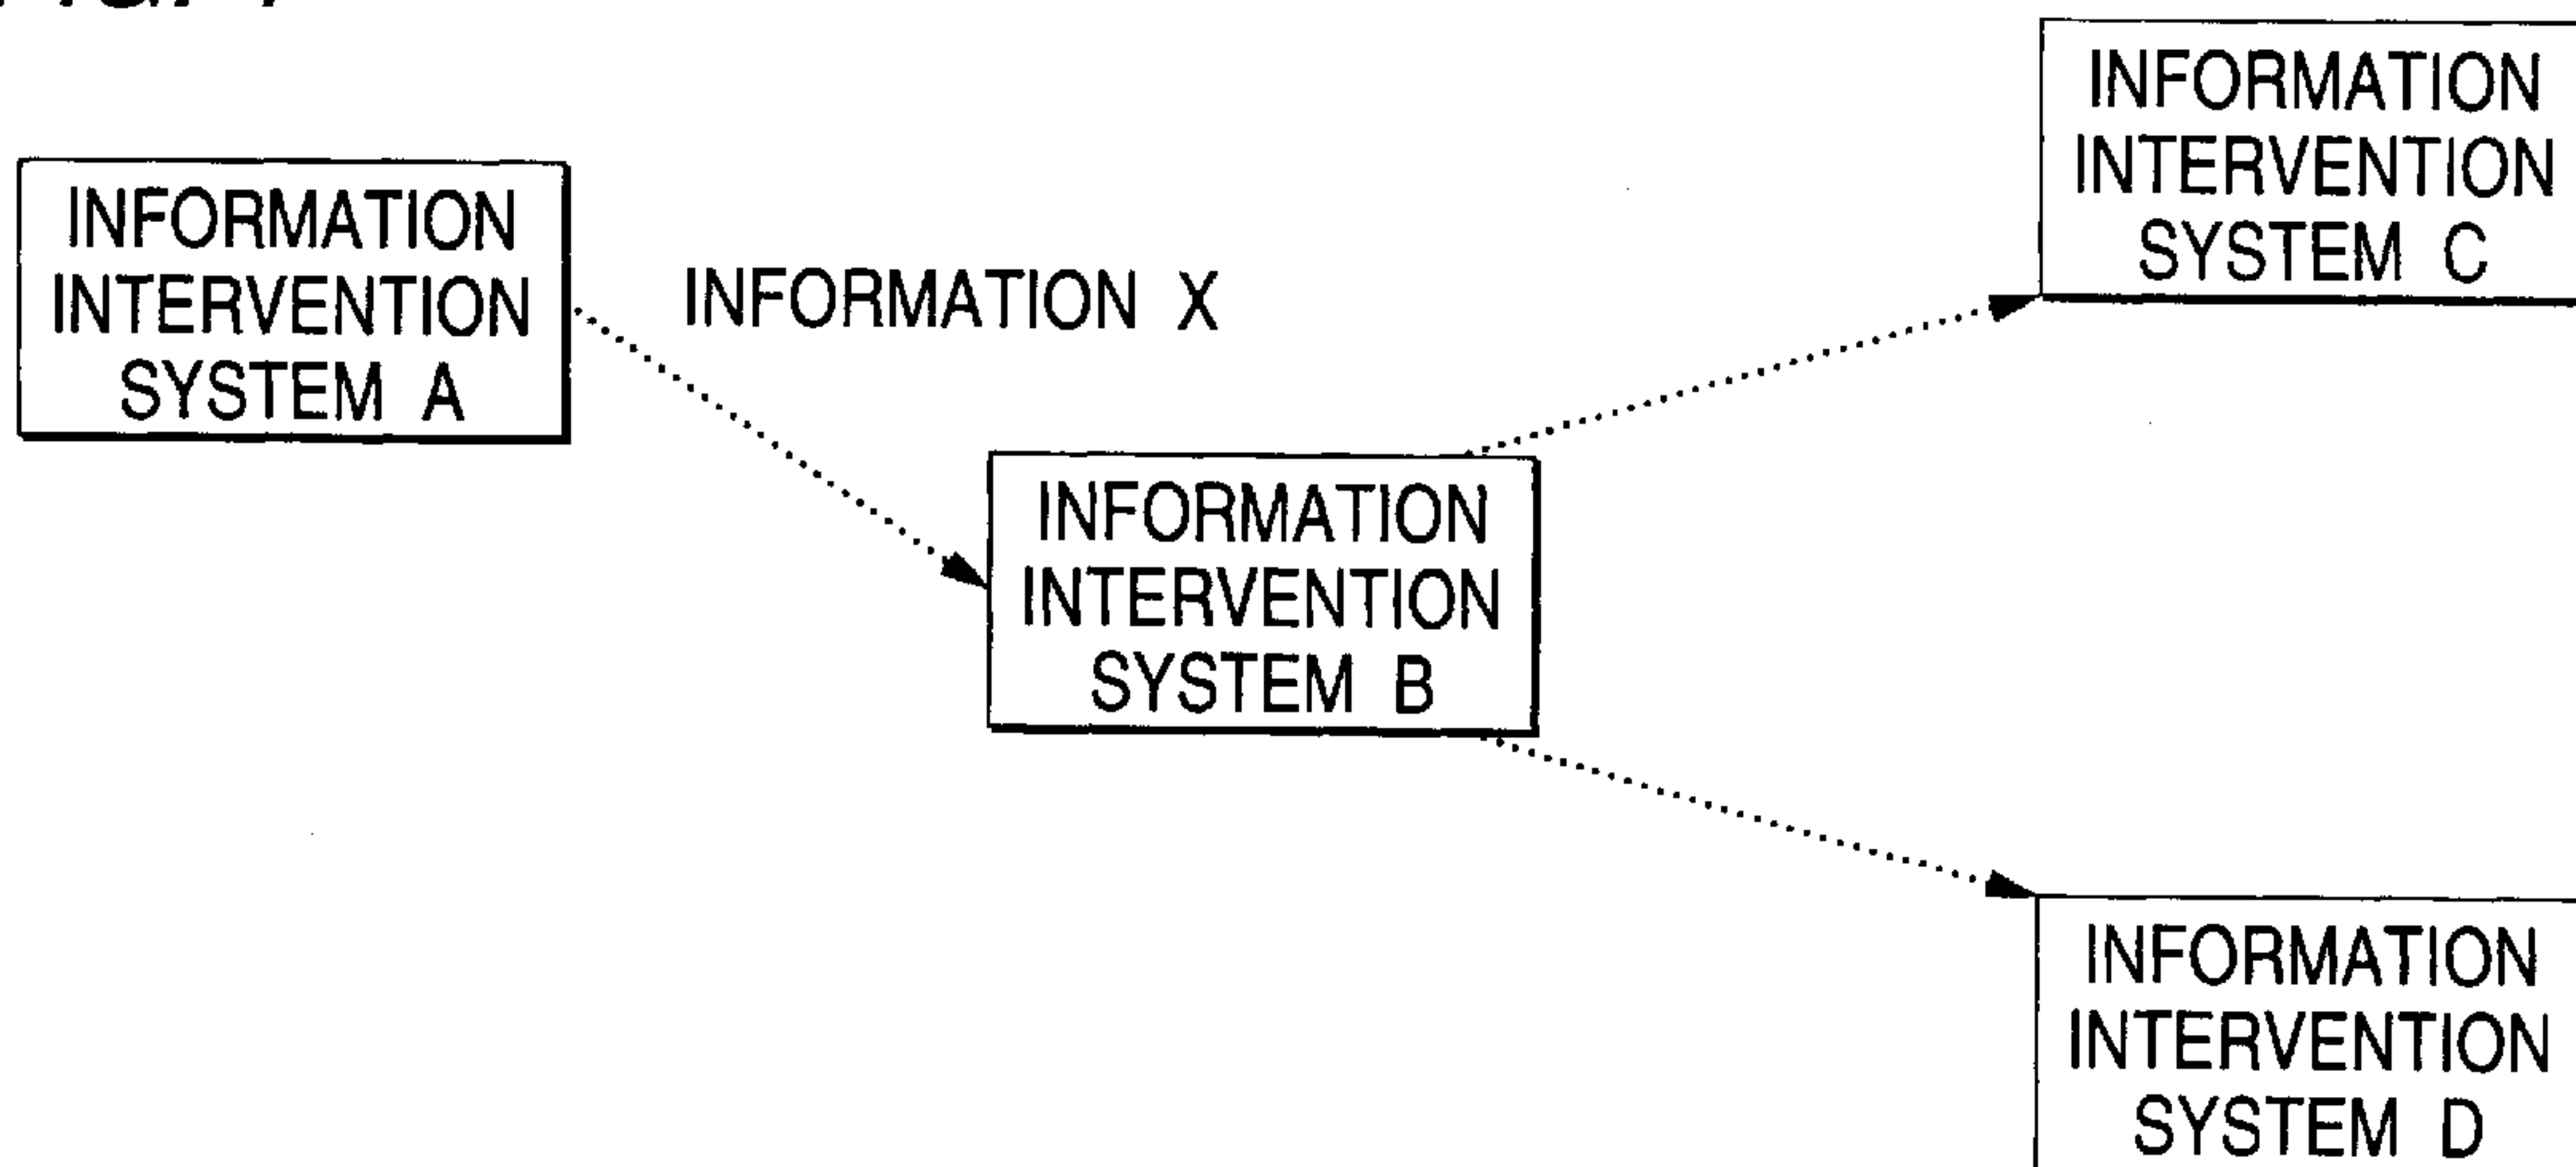 INFORMATION
INTERVENTION
SYSTEM A
INFORMATION X
INFORMATION
INTERVENTION
SYSTEM B
INFORMATION
INTERVENTION
SYSTEM C
INFORMATION
INTERVENTION
SYSTEM D